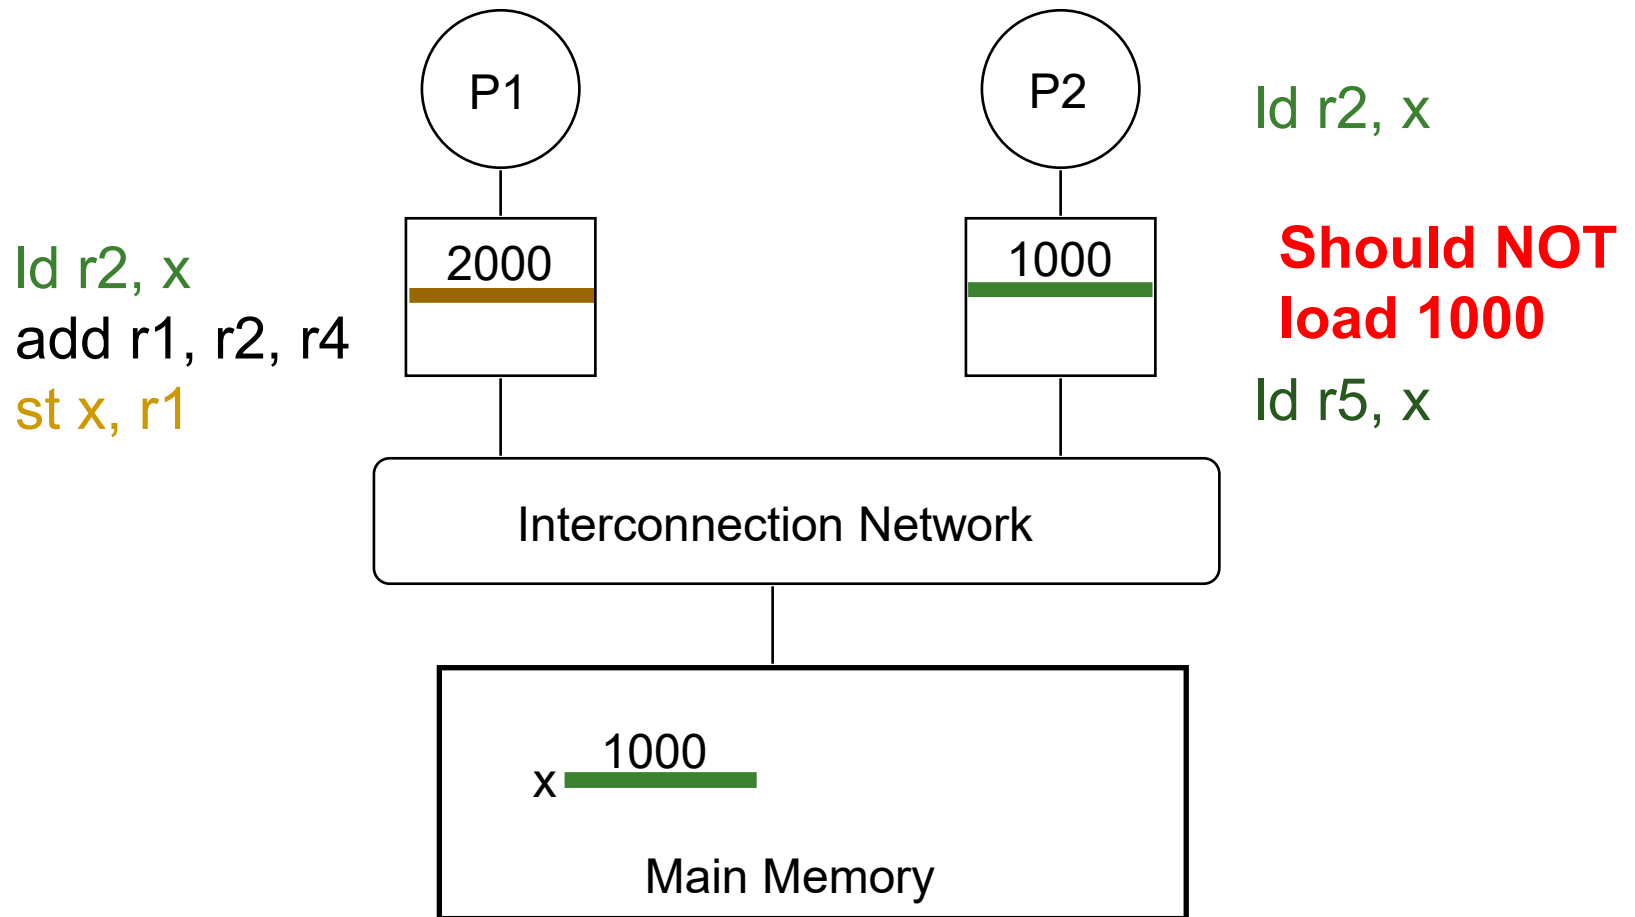 P1
P2
ld r2, x
2000
1000
Should NOT
load 1000
ld r2, x
add r1, r2, r4
st x, r1
ld r5, x
Interconnection Network
1000
x
Main Memory